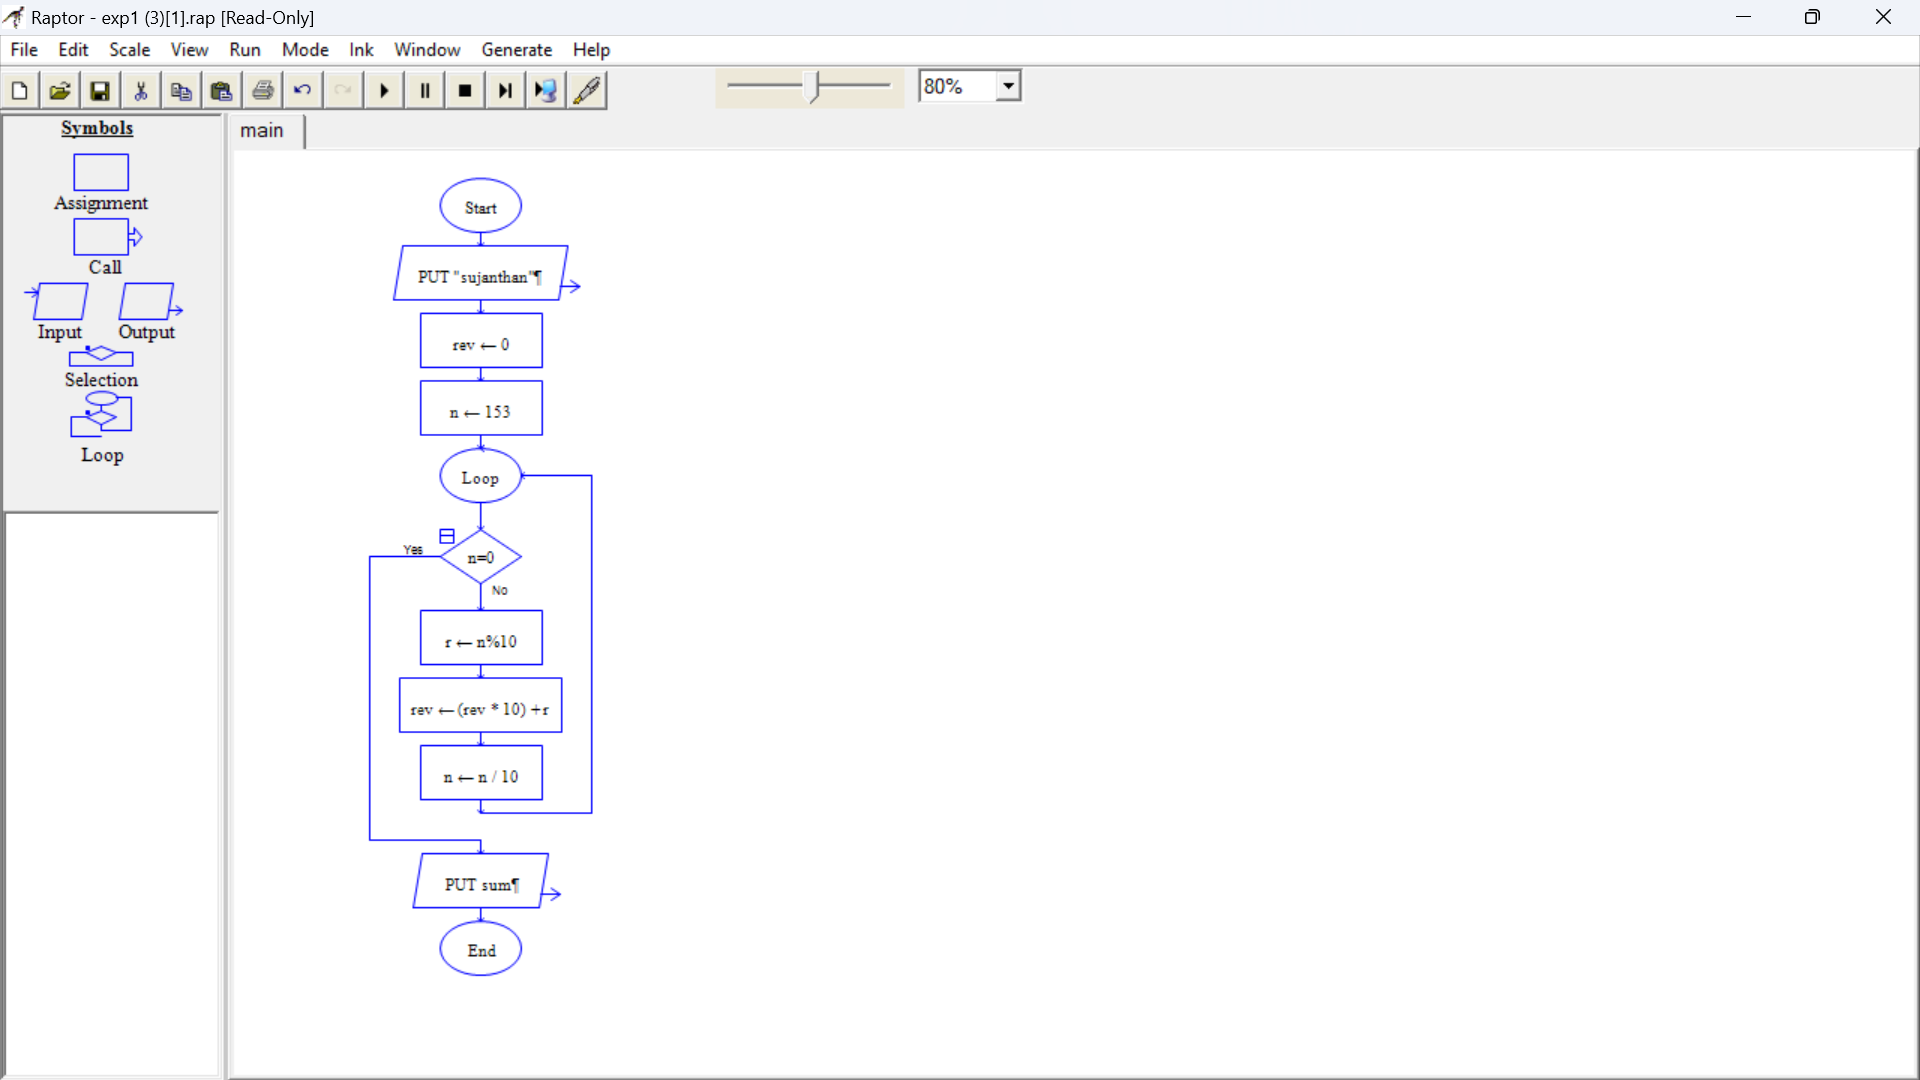 Raptor - exp1 (3)[1].rap [Read-Only]
File Edit Scale View Run Mode Ink Window Generate Help
80%
Symbols
Assignment
Call
Input Output
Selection
Loop
main
Start
PUT "sujanthan"¶
rev ← 0
n ← 153
Loop
Yes
n=0
No
r ← n%10
rev ← (rev * 10) +r
n ← n / 10
PUT sum¶
End